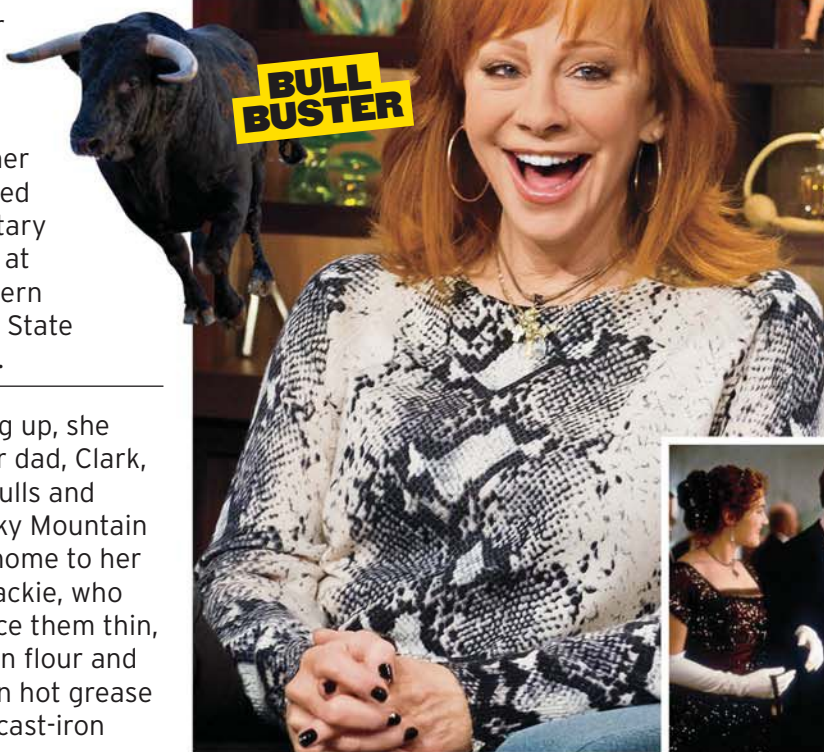 BULL
BUSTER
her
ed
tary
at
ern
State
.
g up, she
r dad, Clark,
ulls and
ky Mountain
home to her
ackie, who
ce them thin,
n flour and
n hot grease
cast-iron